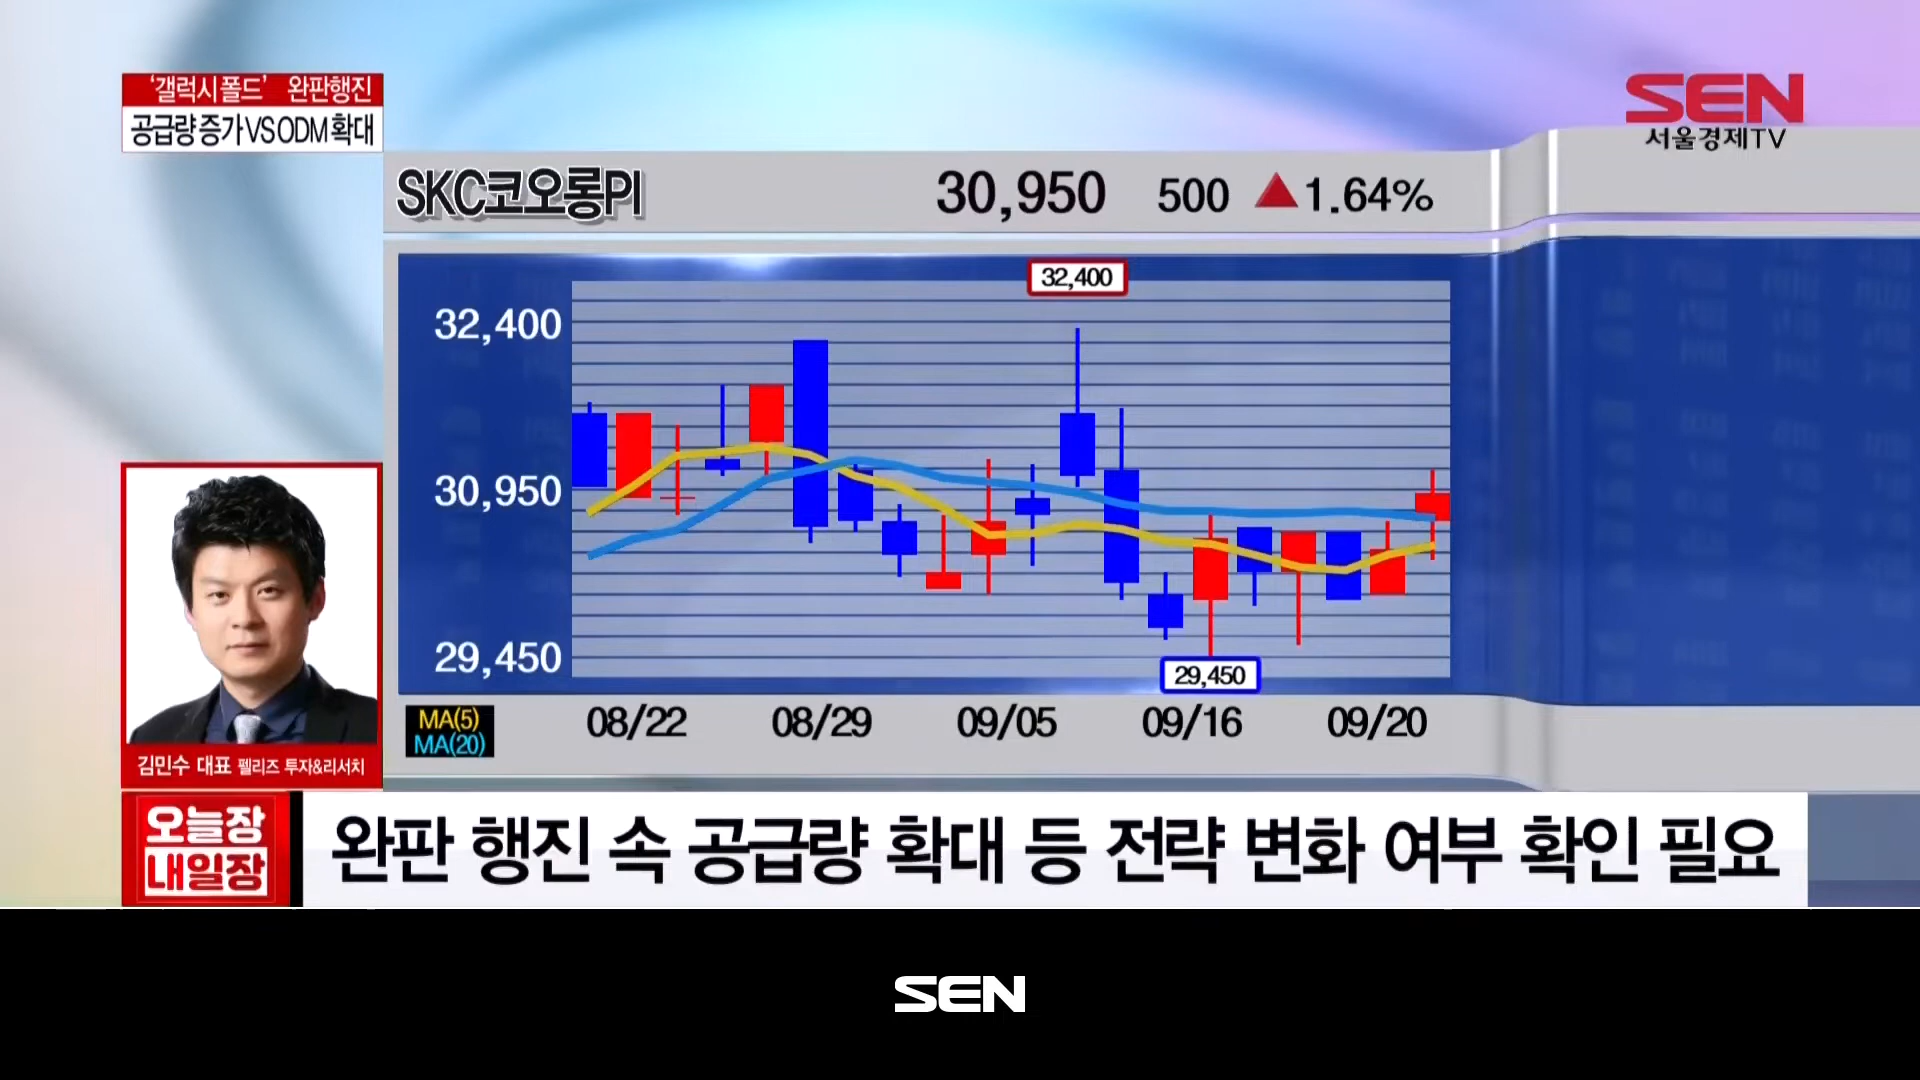 ‘갤럭시폴드’ 완판행진
공급량 증가 VS ODM 확대
SEN
서울경제TV
SKC코오롱PI 30,950 500 ▲1.64%
32,400
32,400
30,950
29,450
29,450
MA(5)
MA(20)
08/22 08/29 09/05 09/16 09/20
김민수 대표 펠리즈 투자&리서치
오늘장
내일장
완판 행진 속 공급량 확대 등 전략 변화 여부 확인 필요
SEN